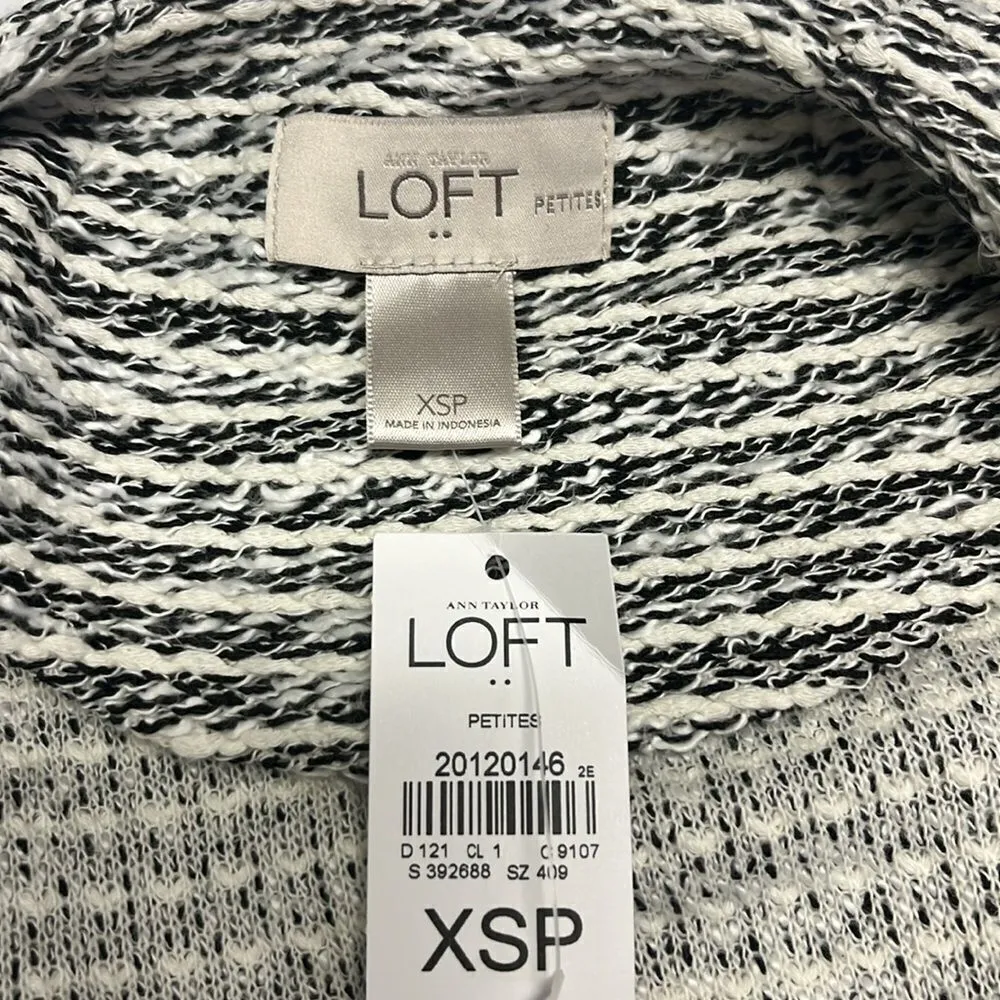 ANN TAYLOR
LOFT PETITES
XSP
MADE IN INDONESIA
ANN TAYLOR
LOFT
PETITES
20120146 2E
D 121 CL 1 C 9107
S 392688 SZ 409
XSP